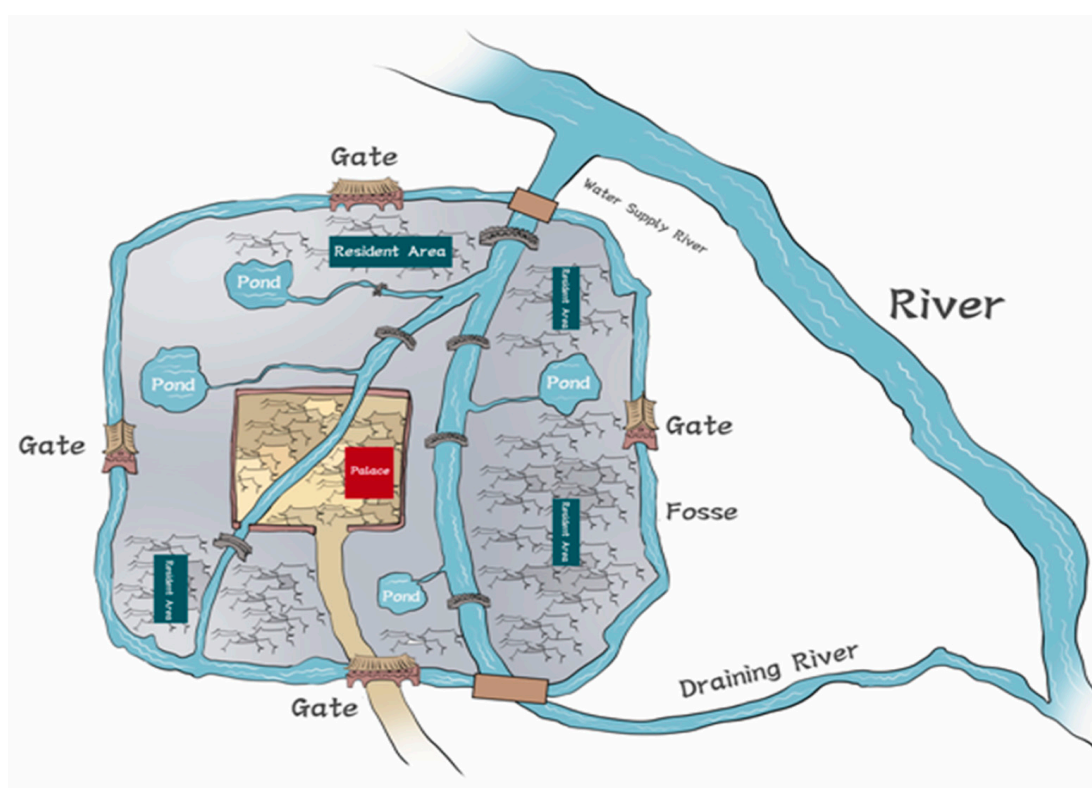 Gate
Water Supply River
Resident Area
Resident Area
Pond
River
Pond
Pond
Gate
Gate
Palace
Fosse
Resident Area
Resident Area
Pond
Draining River
Gate